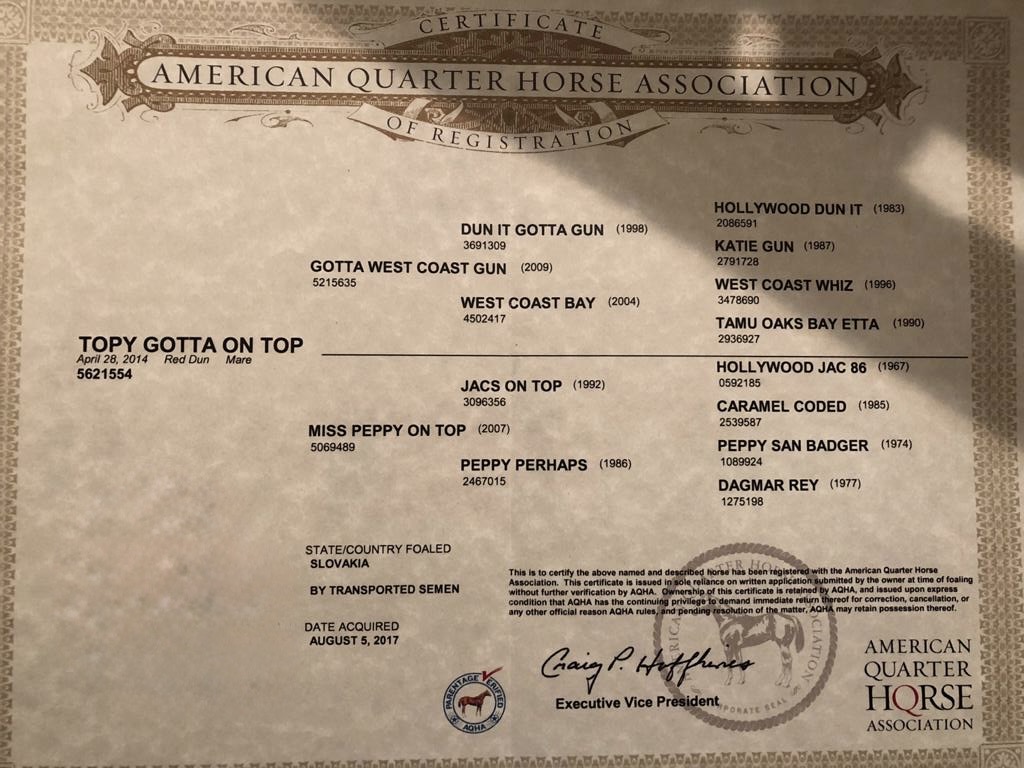 CERTIFICATE
AMERICAN QUARTER HORSE ASSOCIATION
OF REGISTRATION
HOLLYWOOD DUN IT (1983)
2086591
DUN IT GOTTA GUN (1998)
3691309
KATIE GUN (1987)
2791728
GOTTA WEST COAST GUN (2009)
5215635
WEST COAST WHIZ (1996)
3478690
WEST COAST BAY (2004)
4502417
TAMU OAKS BAY ETTA (1990)
2936927
TOPY GOTTA ON TOP
April 28, 2014 Red Dun Mare
5621554
HOLLYWOOD JAC 86 (1967)
0592185
JACS ON TOP (1992)
3096356
CARAMEL CODED (1985)
2539587
MISS PEPPY ON TOP (2007)
5069489
PEPPY SAN BADGER (1974)
1089924
PEPPY PERHAPS (1986)
2467015
DAGMAR REY (1977)
1275198
STATE/COUNTRY FOALED
SLOVAKIA
BY TRANSPORTED SEMEN
DATE ACQUIRED
AUGUST 5, 2017
This is to certify the above named and described horse has been registered with the American Quarter Horse
Association. This certificate is issued in sole reliance on written application submitted by the owner at time of foaling
without further verification by AQHA. Ownership of this certificate is retained by AQHA, and issued upon express
condition that AQHA has the continuing privilege to demand immediate return thereof for correction, cancellation, or
any other official reason AQHA rules, and pending resolution of the matter, AQHA may retain possession thereof.
Craig P. Huffhines
Executive Vice President
PARENTAGE VERIFIED
AQHA
CORPORATE SEAL
AMERICAN
QUARTER
HORSE
ASSOCIATION